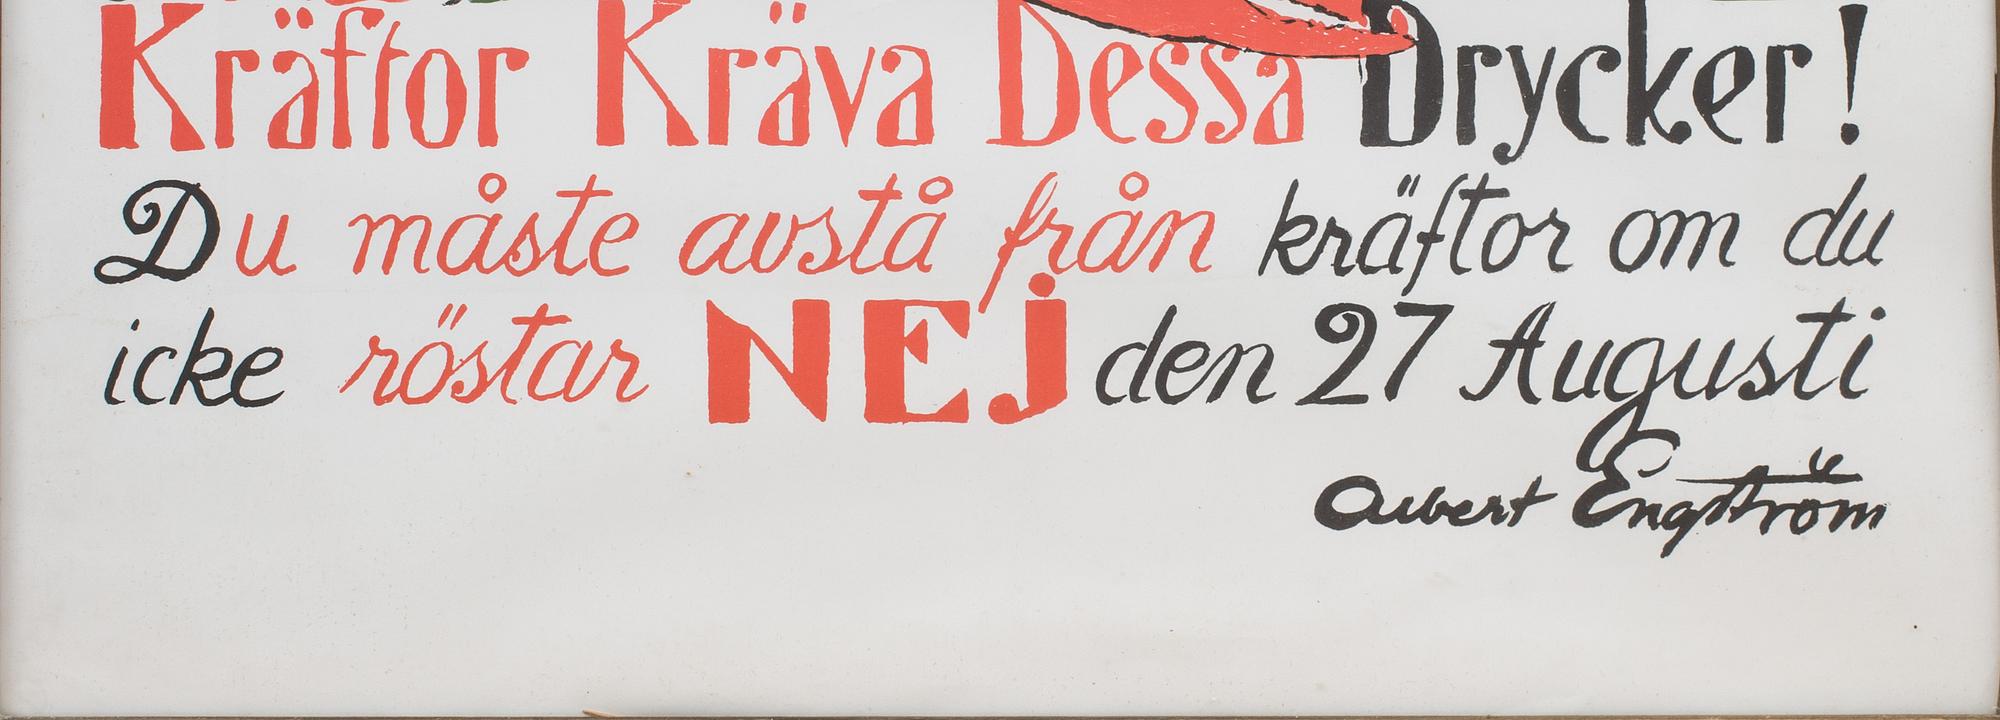 Kräftor Kräva Dessa Drycker!
Du måste avstå från kräftor om du
icke röstar NEj den 27 Augusti
Albert Engström